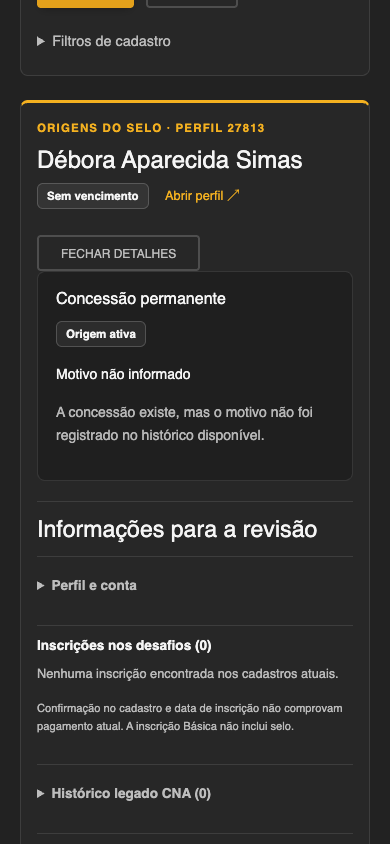 Filtros de cadastro
ORIGENS DO SELO · PERFIL 27813
Débora Aparecida Simas
Sem vencimento
Abrir perfil ↗
FECHAR DETALHES
Concessão permanente
Origem ativa
Motivo não informado
A concessão existe, mas o motivo não foi
registrado no histórico disponível.
Informações para a revisão
Perfil e conta
Inscrições nos desafios (0)
Nenhuma inscrição encontrada nos cadastros atuais.
Confirmação no cadastro e data de inscrição não comprovam
pagamento atual. A inscrição Básica não inclui selo.
Histórico legado CNA (0)